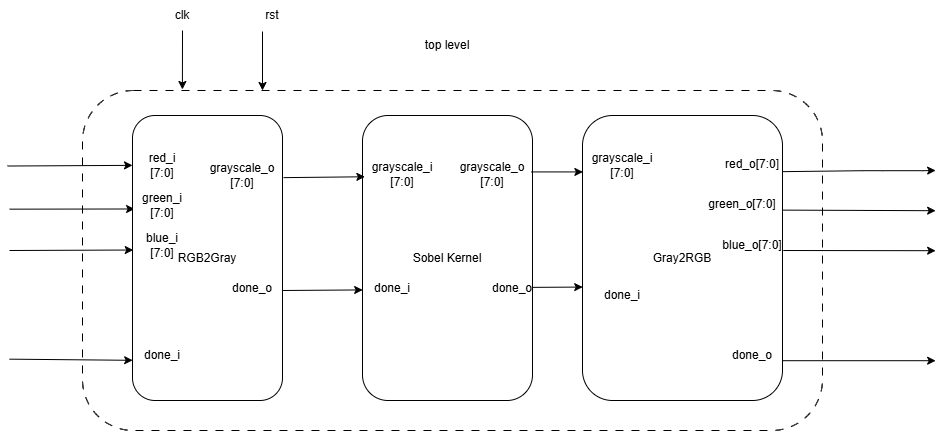 clk
rst
top level
red_i
[7:0]
green_i
[7:0]
blue_i
[7:0]
RGB2Gray
done_i
grayscale_o
[7:0]
done_o
grayscale_i
[7:0]
Sobel Kernel
done_i
grayscale_o
[7:0]
done_o
grayscale_i
[7:0]
Gray2RGB
done_i
red_o[7:0]
green_o[7:0]
blue_o[7:0]
done_o